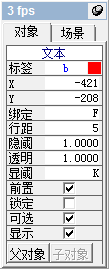 3 fps
对象 场景
文本
标签 b
X -421
Y -208
绑定 F
行距 5
隐阈 1.0000
透明 1.0000
显阈 K
前置
锁定
可选
显示
父对象 子对象